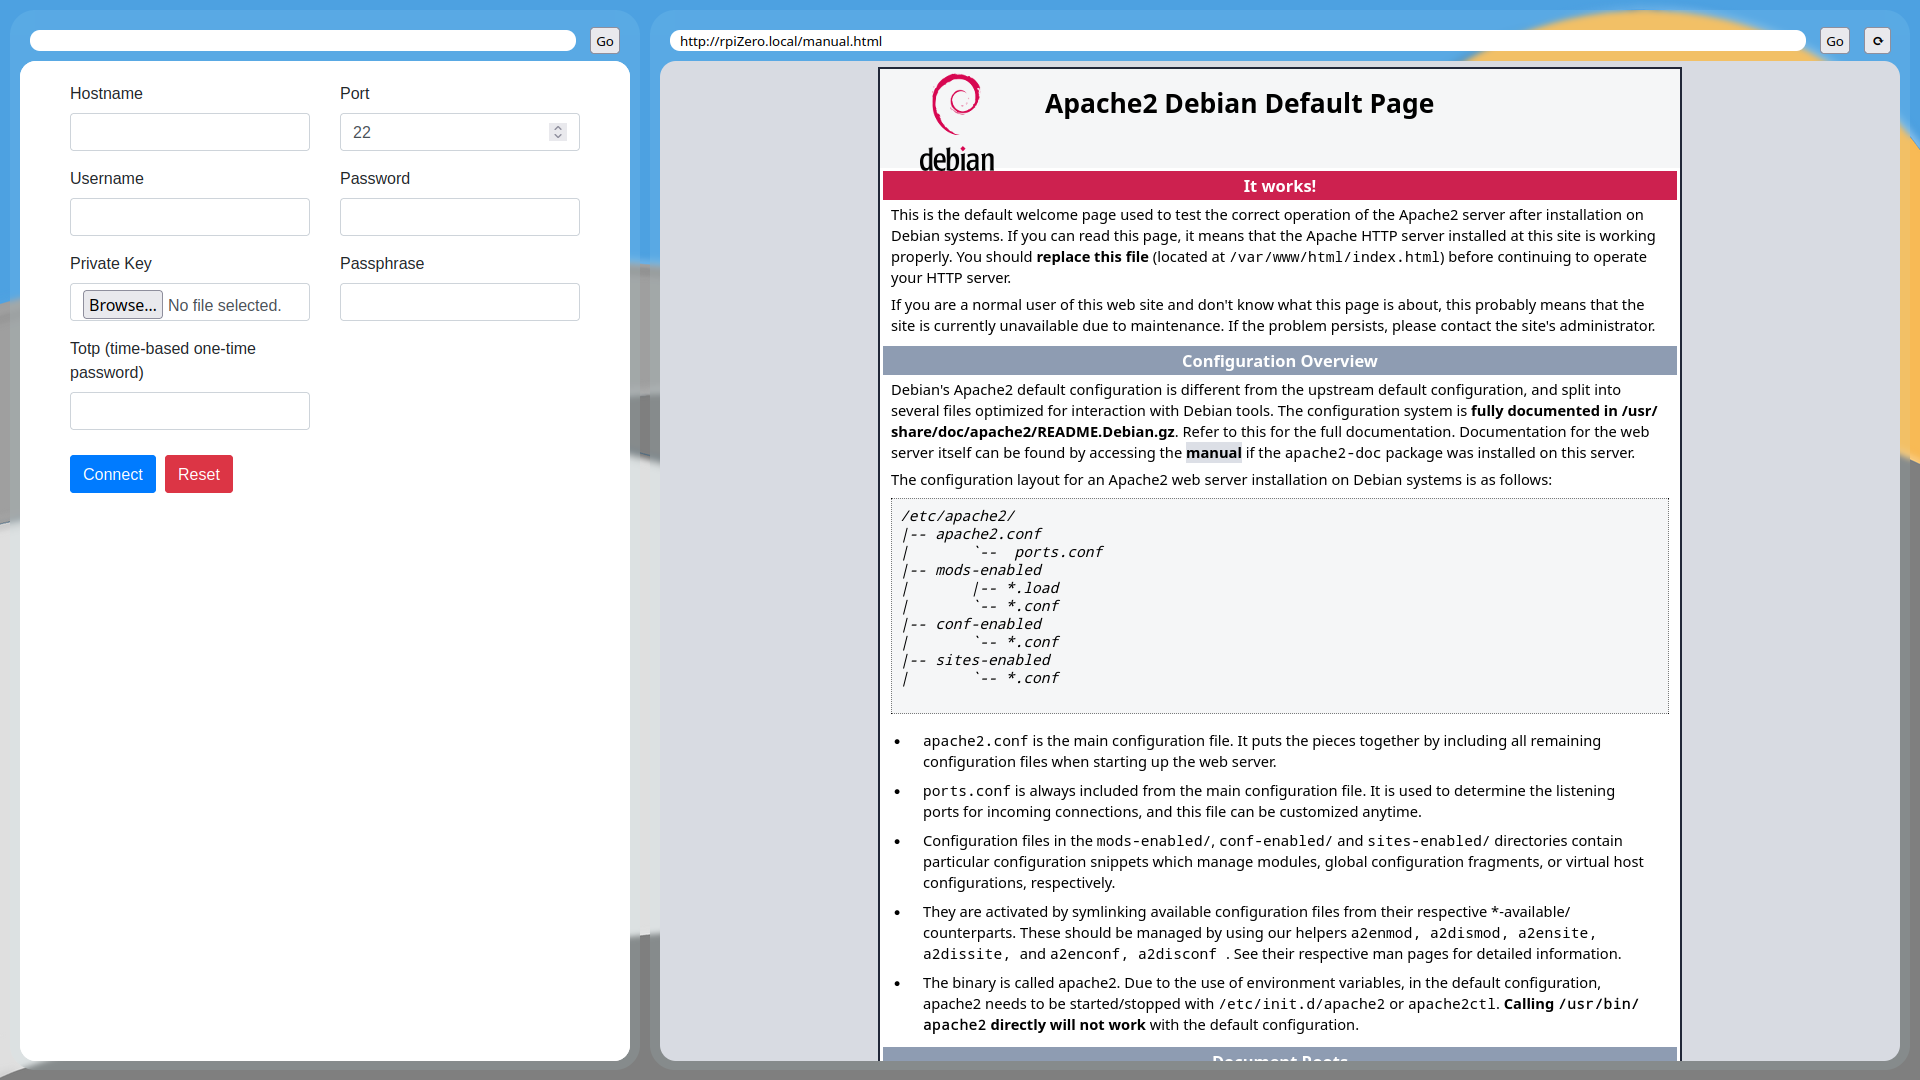 Go
Hostname
Port
22
Username
Password
Private Key
Passphrase
Browse... No file selected.
Totp (time-based one-time
password)
Connect
Reset
http://rpiZero.local/manual.html
Go
⟳
debian
Apache2 Debian Default Page
It works!
This is the default welcome page used to test the correct operation of the Apache2 server after installation on
Debian systems. If you can read this page, it means that the Apache HTTP server installed at this site is working
properly. You should replace this file (located at /var/www/html/index.html) before continuing to operate
your HTTP server.
If you are a normal user of this web site and don't know what this page is about, this probably means that the
site is currently unavailable due to maintenance. If the problem persists, please contact the site's administrator.
Configuration Overview
Debian's Apache2 default configuration is different from the upstream default configuration, and split into
several files optimized for interaction with Debian tools. The configuration system is fully documented in /usr/
share/doc/apache2/README.Debian.gz. Refer to this for the full documentation. Documentation for the web
server itself can be found by accessing the manual if the apache2-doc package was installed on this server.
The configuration layout for an Apache2 web server installation on Debian systems is as follows:
/etc/apache2/
|-- apache2.conf
|       `--  ports.conf
|-- mods-enabled
|       |-- *.load
|       `-- *.conf
|-- conf-enabled
|       `-- *.conf
|-- sites-enabled
|       `-- *.conf
• apache2.conf is the main configuration file. It puts the pieces together by including all remaining
configuration files when starting up the web server.
• ports.conf is always included from the main configuration file. It is used to determine the listening
ports for incoming connections, and this file can be customized anytime.
• Configuration files in the mods-enabled/, conf-enabled/ and sites-enabled/ directories contain
particular configuration snippets which manage modules, global configuration fragments, or virtual host
configurations, respectively.
• They are activated by symlinking available configuration files from their respective *-available/
counterparts. These should be managed by using our helpers a2enmod, a2dismod, a2ensite,
a2dissite, and a2enconf, a2disconf . See their respective man pages for detailed information.
• The binary is called apache2. Due to the use of environment variables, in the default configuration,
apache2 needs to be started/stopped with /etc/init.d/apache2 or apache2ctl. Calling /usr/bin/
apache2 directly will not work with the default configuration.
Document Roots